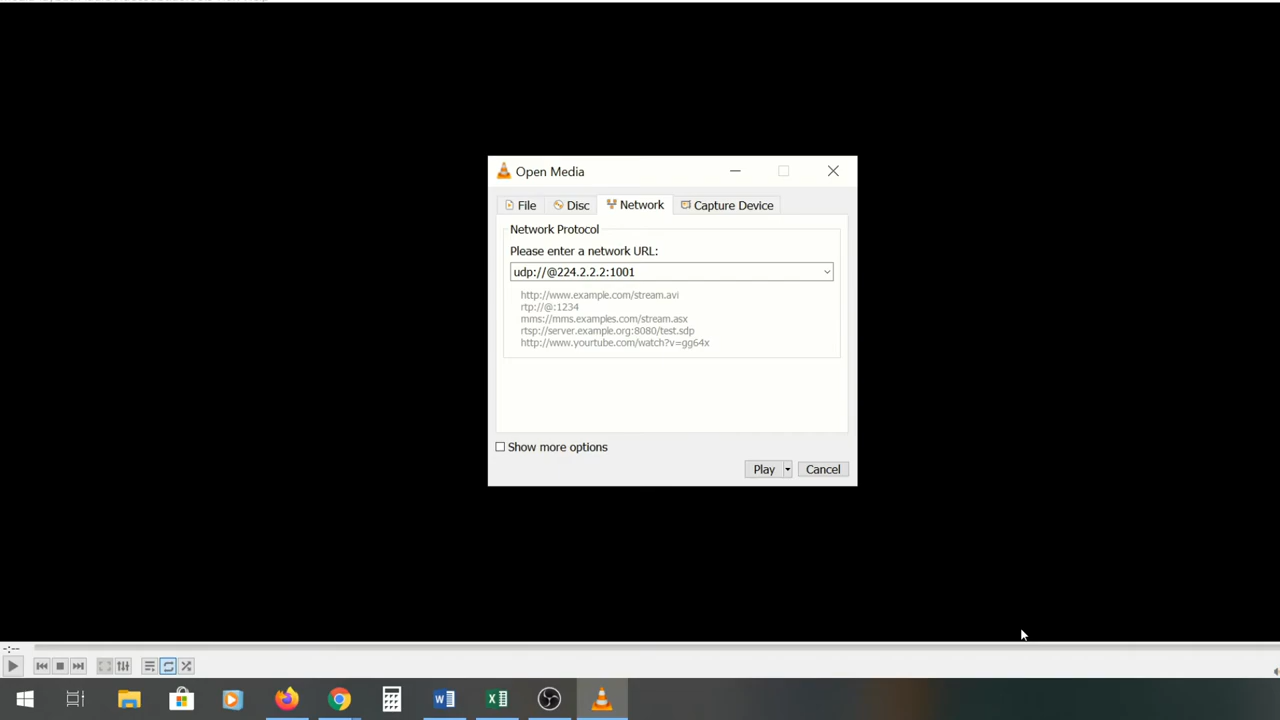 Open Media
File Disc Network Capture Device
Network Protocol
Please enter a network URL:
udp://@224.2.2.2:1001
http://www.example.com/stream.avi
rtp://@:1234
mms://mms.examples.com/stream.asx
rtsp://server.example.org:8080/test.sdp
http://www.yourtube.com/watch?v=gg64x
Show more options
Play Cancel
-:--